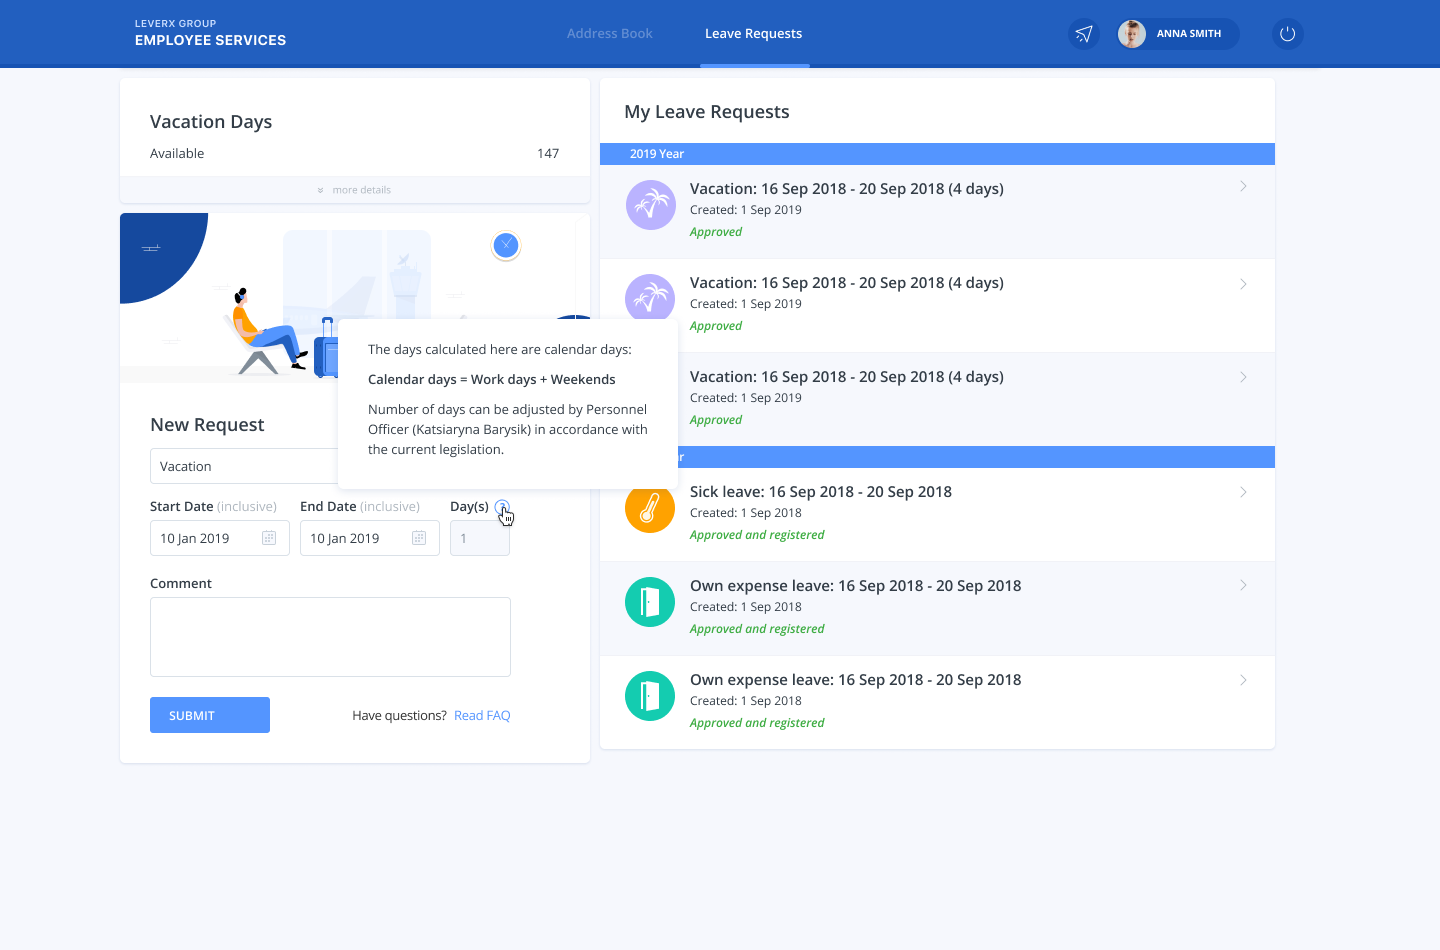 LEVERX GROUP
EMPLOYEE SERVICES
Address Book
Leave Requests
ANNA SMITH
Vacation Days
Available
147
more details
New Request
Vacation
The days calculated here are calendar days:
Calendar days = Work days + Weekends
Number of days can be adjusted by Personnel
Officer (Katsiaryna Barysik) in accordance with
the current legislation.
Start Date (inclusive)
End Date (inclusive)
Day(s)
10 Jan 2019
10 Jan 2019
1
Comment
SUBMIT
Have questions? Read FAQ
My Leave Requests
2019 Year
Vacation: 16 Sep 2018 - 20 Sep 2018 (4 days)
Created: 1 Sep 2019
Approved
Vacation: 16 Sep 2018 - 20 Sep 2018 (4 days)
Created: 1 Sep 2019
Approved
Vacation: 16 Sep 2018 - 20 Sep 2018 (4 days)
Created: 1 Sep 2019
Approved
Sick leave: 16 Sep 2018 - 20 Sep 2018
Created: 1 Sep 2018
Approved and registered
Own expense leave: 16 Sep 2018 - 20 Sep 2018
Created: 1 Sep 2018
Approved and registered
Own expense leave: 16 Sep 2018 - 20 Sep 2018
Created: 1 Sep 2018
Approved and registered